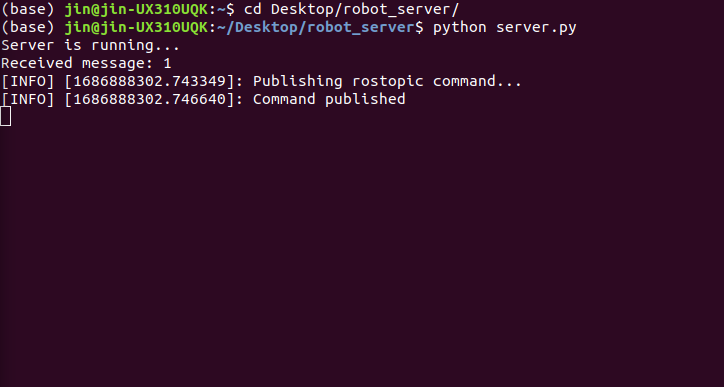 (base) jin@jin-UX310UQK:~$ cd Desktop/robot_server/
(base) jin@jin-UX310UQK:~/Desktop/robot_server$ python server.py
Server is running...
Received message: 1
[INFO] [1686888302.743349]: Publishing rostopic command...
[INFO] [1686888302.746640]: Command published